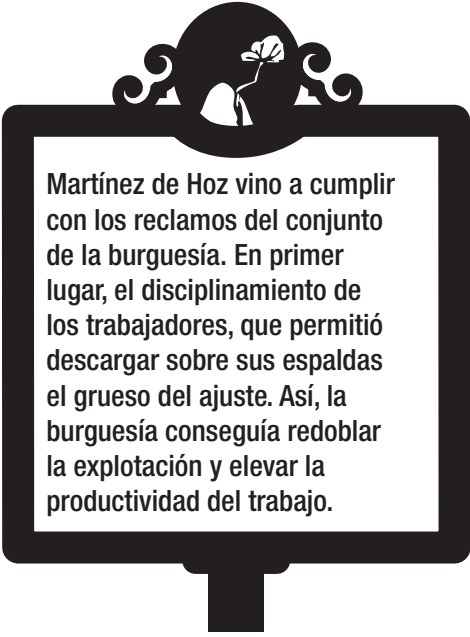 Martínez de Hoz vino a cumplir
con los reclamos del conjunto
de la burguesía. En primer
lugar, el disciplinamiento de
los trabajadores, que permitió
descargar sobre sus espaldas
el grueso del ajuste. Así, la
burguesía conseguía redoblar
la explotación y elevar la
productividad del trabajo.